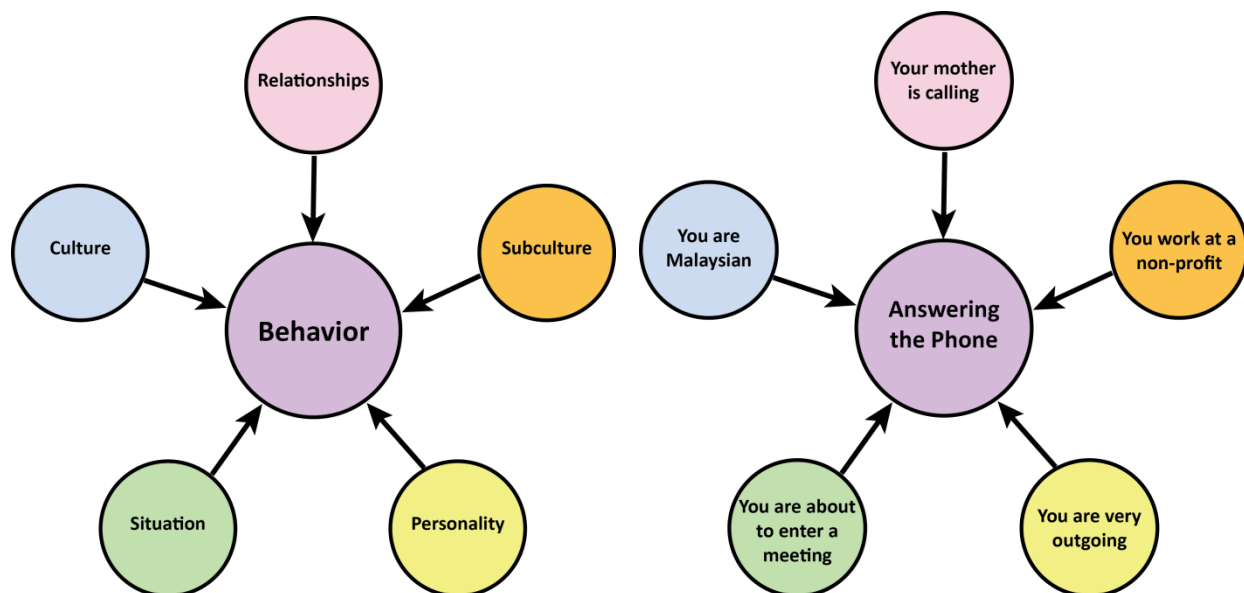 Relationships
Culture
Subculture
Behavior
Situation
Personality
Your mother
is calling
You are
Malaysian
You work at a
non-profit
Answering
the Phone
You are about
to enter a
meeting
You are very
outgoing